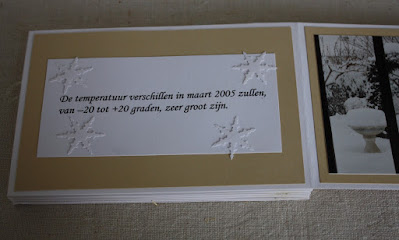 De temperatuur verschillen in maart 2005 zullen,
van –20 tot +20 graden, zeer groot zijn.